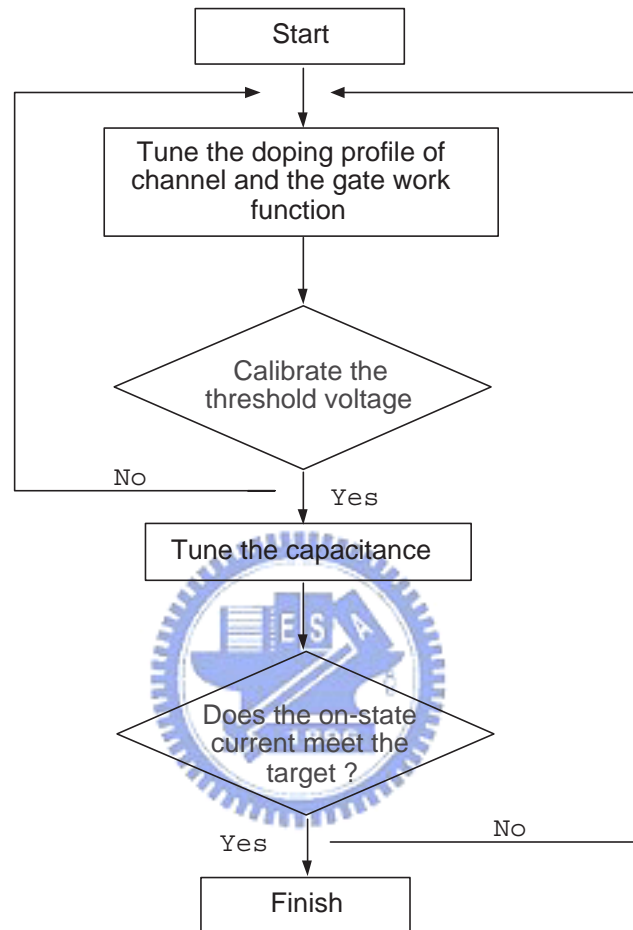 Start
Tune the doping profile of
channel and the gate work
function
Calibrate the
threshold voltage
No
Yes
Tune the capacitance
E S A
Does the on-state
current meet the
target ?
1896
Yes
No
Finish